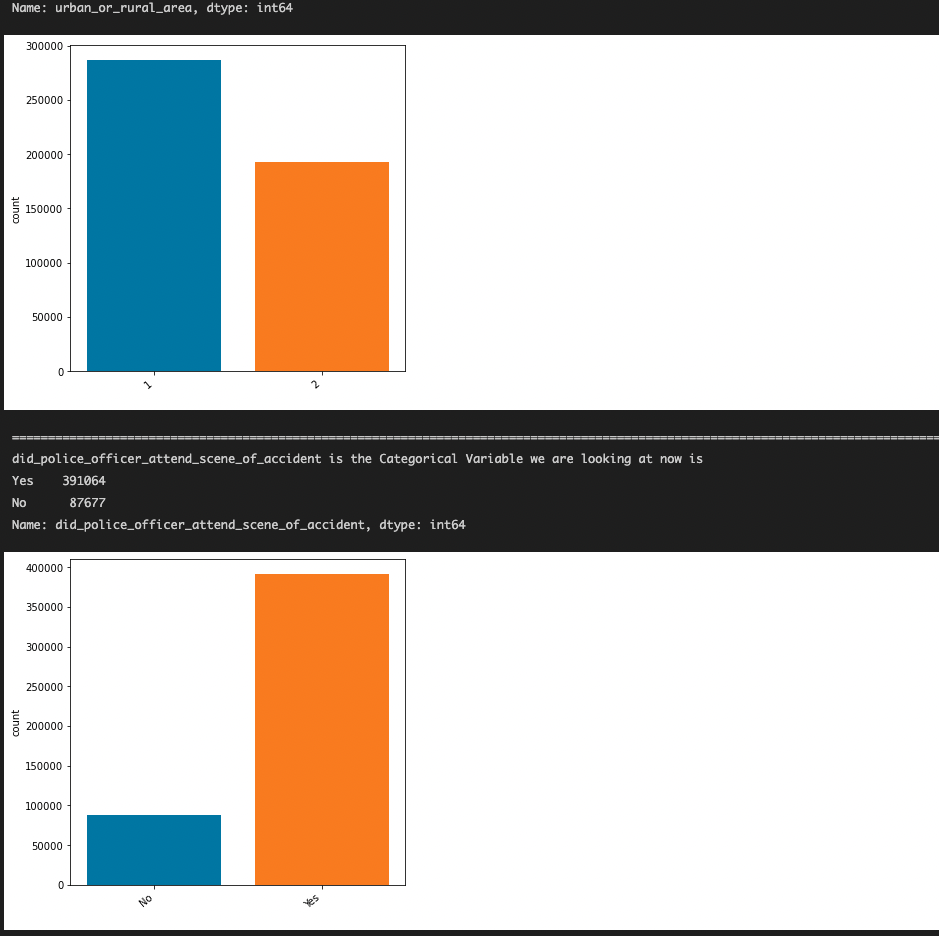 Name: urban_or_rural_area, dtype: int64
300000
250000
200000
150000
100000
50000
0
count
1
2
================================================================================
did_police_officer_attend_scene_of_accident is the Categorical Variable we are looking at now is
Yes 391064
No 87677
Name: did_police_officer_attend_scene_of_accident, dtype: int64
400000
350000
300000
250000
200000
150000
100000
50000
0
count
No
Yes